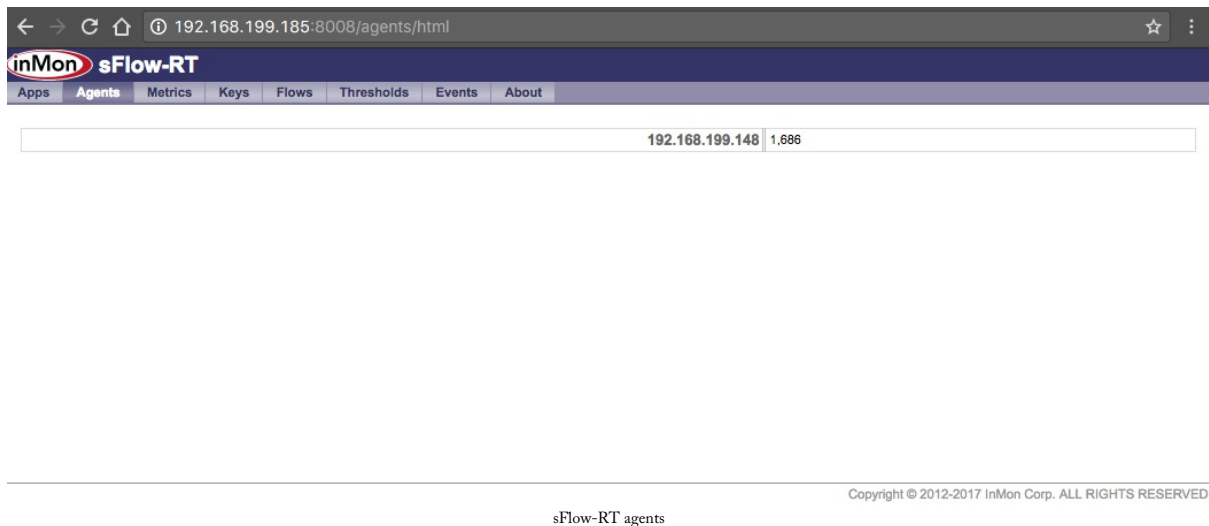 192.168.199.185:8008/agents/html
inMon sFlow-RT
Apps Agents Metrics Keys Flows Thresholds Events About
192.168.199.148 1,686
Copyright © 2012-2017 InMon Corp. ALL RIGHTS RESERVED
sFlow-RT agents